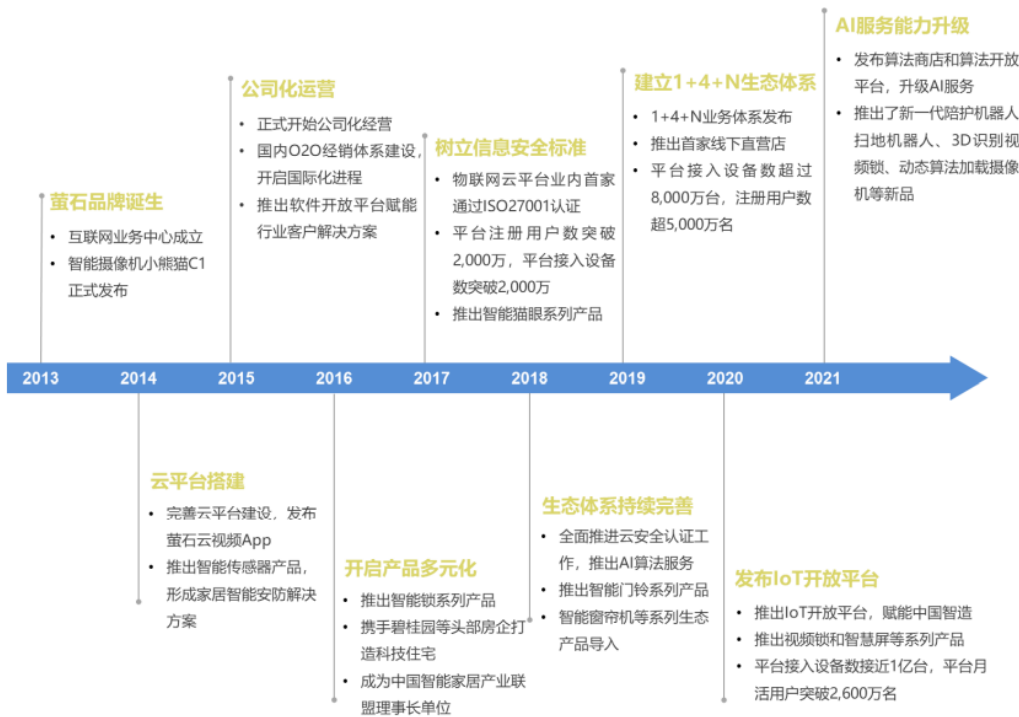 萤石品牌诞生
• 互联网业务中心成立
• 智能摄像机小熊猫C1
正式发布
公司化运营
• 正式开始公司化经营
• 国内O2O经销体系建设，
开启国际化进程
• 推出软件开放平台赋能
行业客户解决方案
树立信息安全标准
• 物联网云平台业内首家
通过ISO27001认证
• 平台注册用户数突破
2,000万，平台接入设备
数突破2,000万
• 推出智能猫眼系列产品
建立1+4+N生态体系
• 1+4+N业务体系发布
• 推出首家线下直营店
• 平台接入设备数超过
8,000万台，注册用户数
超5,000万名
AI服务能力升级
• 发布算法商店和算法开放
平台，升级AI服务
• 推出了新一代陪护机器人
扫地机器人、3D识别视
频锁、动态算法加载摄像
机等新品
2013 2014 2015 2016 2017 2018 2019 2020 2021
云平台搭建
• 完善云平台建设，发布
萤石云视频App
• 推出智能传感器产品，
形成家居智能安防解决
方案
开启产品多元化
• 推出智能锁系列产品
• 携手碧桂园等头部房企打
造科技住宅
• 成为中国智能家居产业联
盟理事长单位
生态体系持续完善
• 全面推进云安全认证工
作，推出AI算法服务
• 推出智能门铃系列产品
• 智能窗帘机等系列生态
产品导入
发布IoT开放平台
• 推出IoT开放平台，赋能中国智造
• 推出视频锁和智慧屏等系列产品
• 平台接入设备数接近1亿台，平台月
活用户突破2,600万名